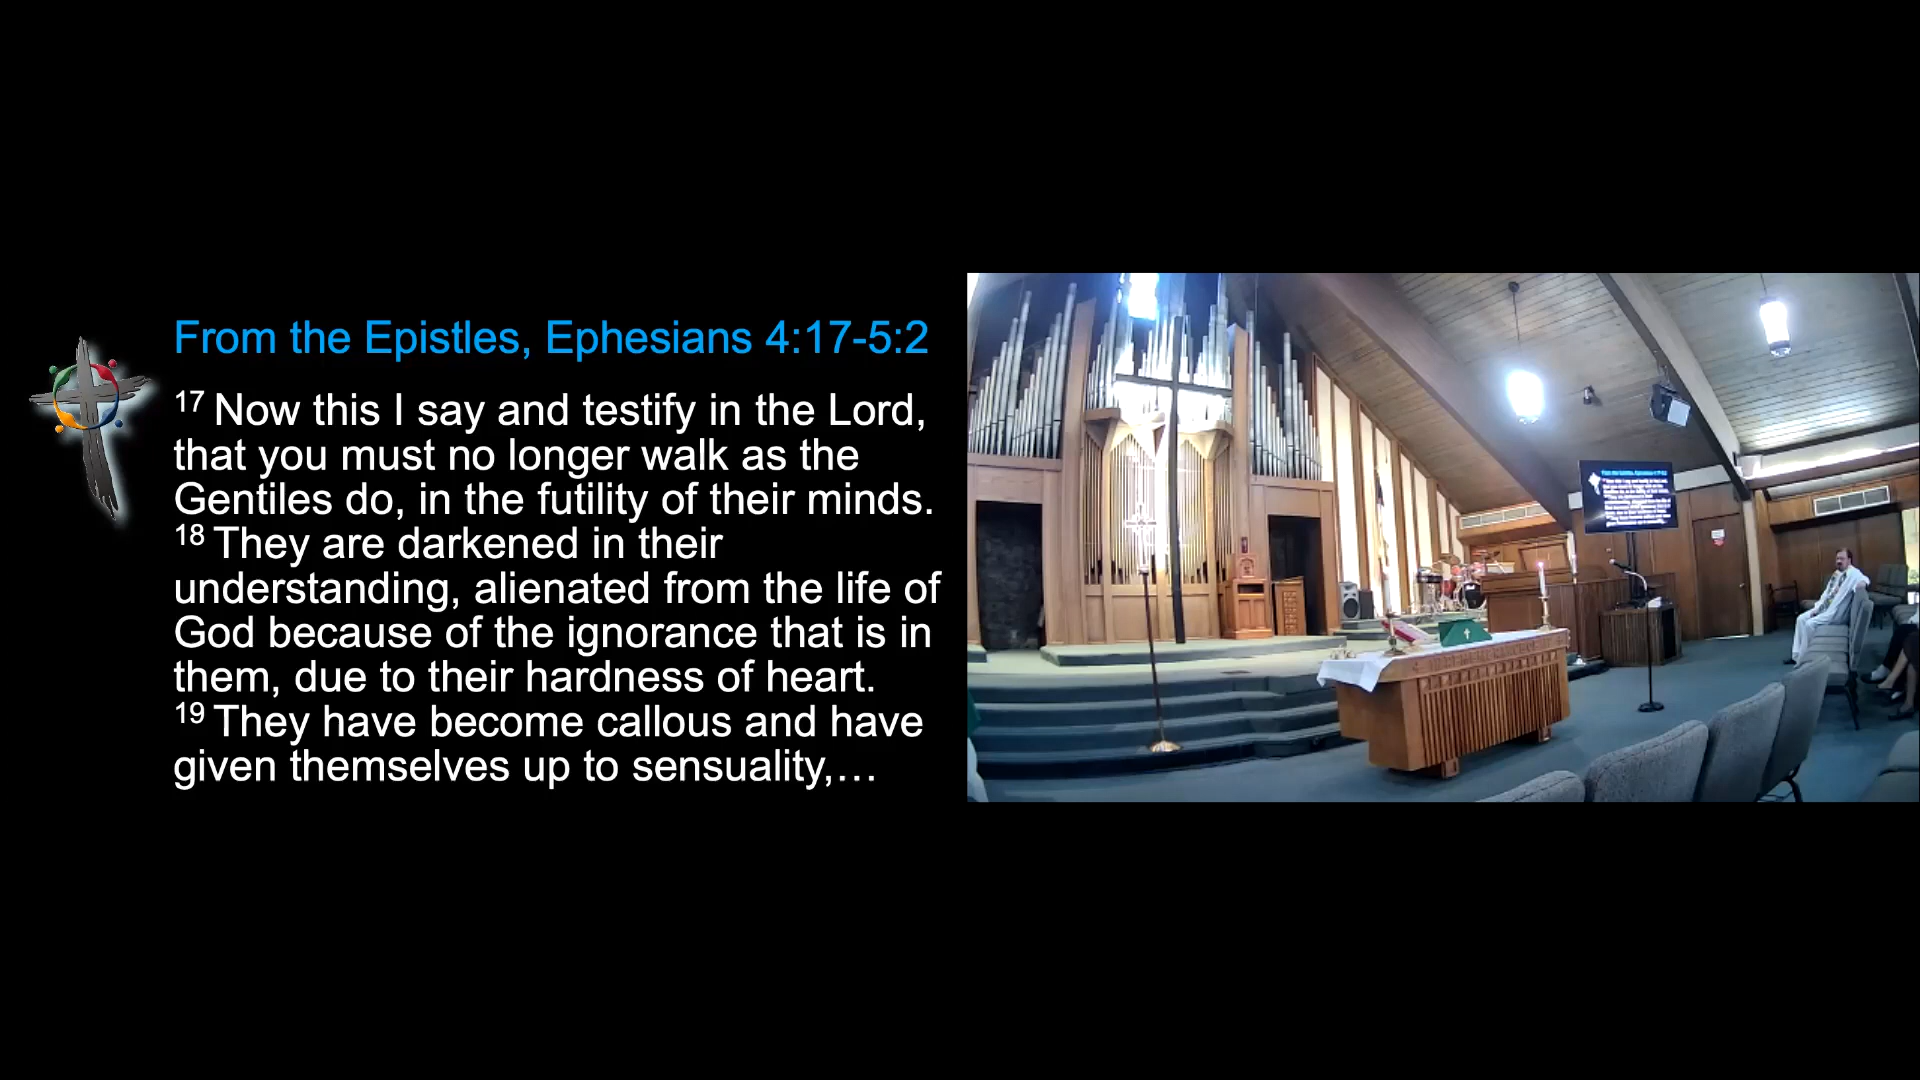 From the Epistles, Ephesians 4:17-5:2
17 Now this I say and testify in the Lord,
that you must no longer walk as the
Gentiles do, in the futility of their minds.
18 They are darkened in their
understanding, alienated from the life of
God because of the ignorance that is in
them, due to their hardness of heart.
19 They have become callous and have
given themselves up to sensuality,…